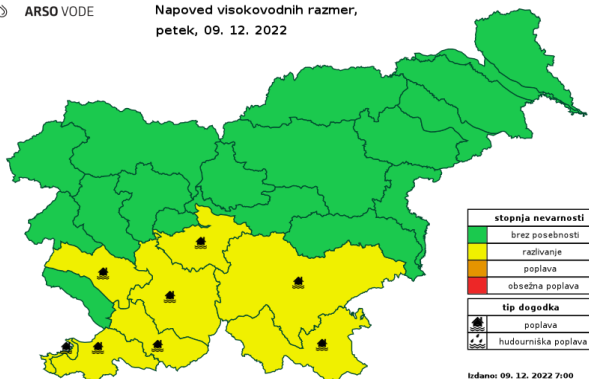 ARSO VODE
Napoved visokovodnih razmer,
petek, 09. 12. 2022
stopnja nevarnosti
brez posebnosti
razlivanje
poplava
obsežna poplava
tip dogodka
poplava
hudourniška poplava
Izdano: 09. 12. 2022 7:00